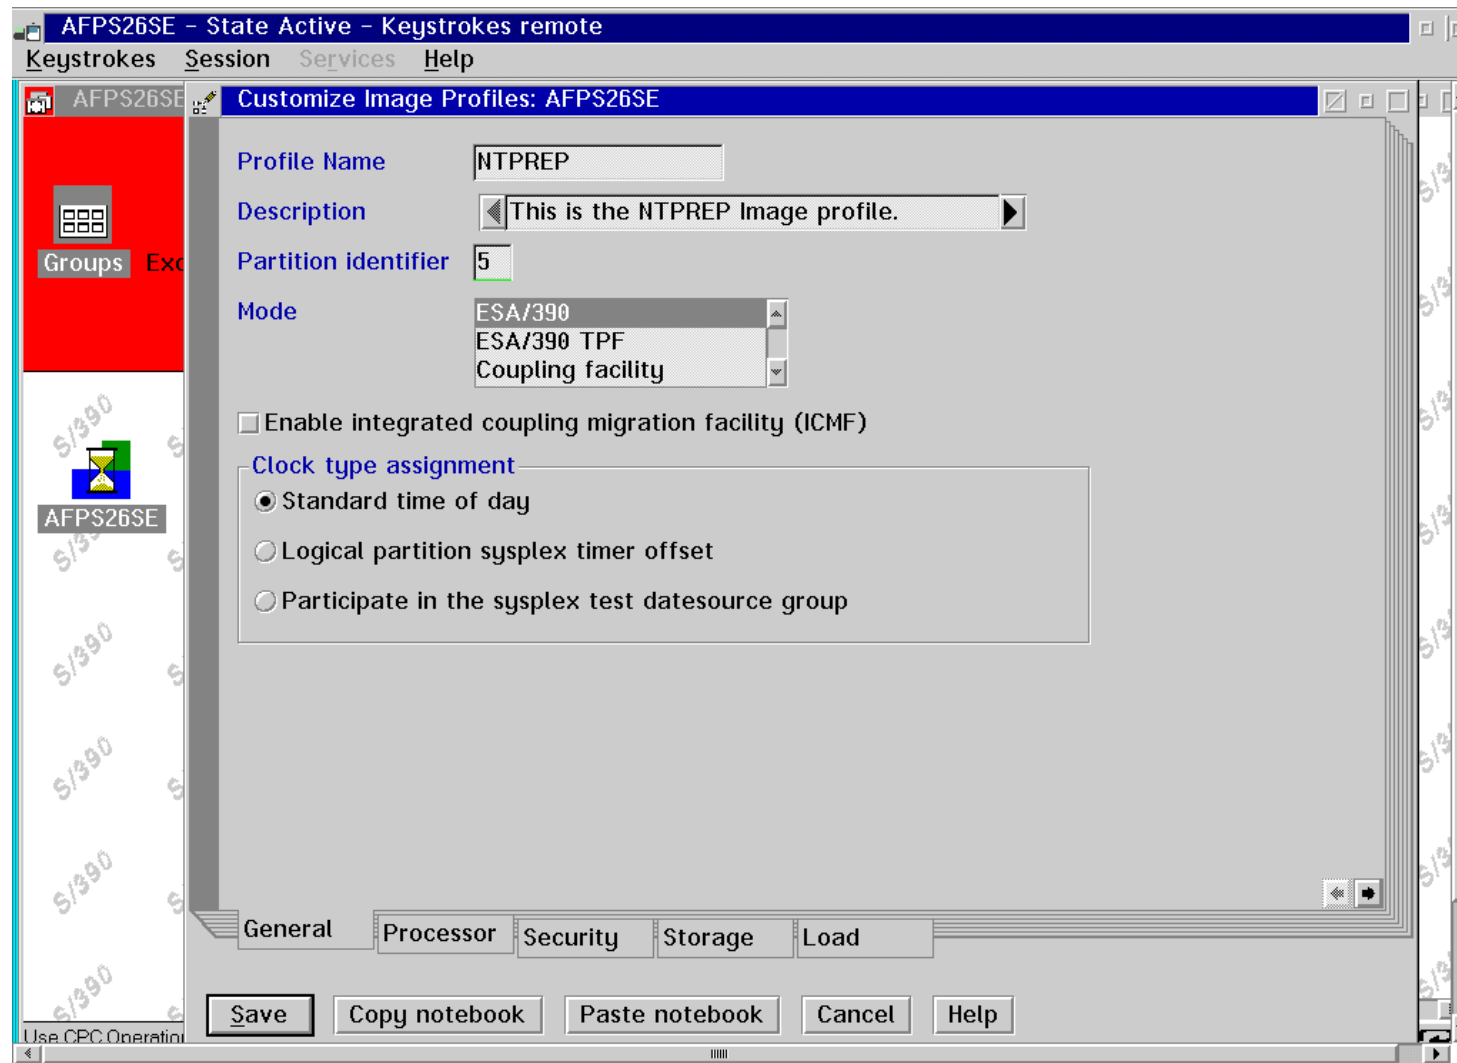 AFPS26SE - State Active - Keystrokes remote
Keystrokes Session Services Help
AFPS26SE
Customize Image Profiles: AFPS26SE
Profile Name NTPREP
Description This is the NTPREP Image profile.
Partition identifier 5
Mode ESA/390
ESA/390 TPF
Coupling facility
Groups
Enable integrated coupling migration facility (ICMF)
Clock type assignment
Standard time of day
Logical partition sysplex timer offset
Participate in the sysplex test datesource group
AFPS26SE
S/390
S/390
S/390
S/390
S/390
General Processor Security Storage Load
Save Copy notebook Paste notebook Cancel Help
Use CPC Operation